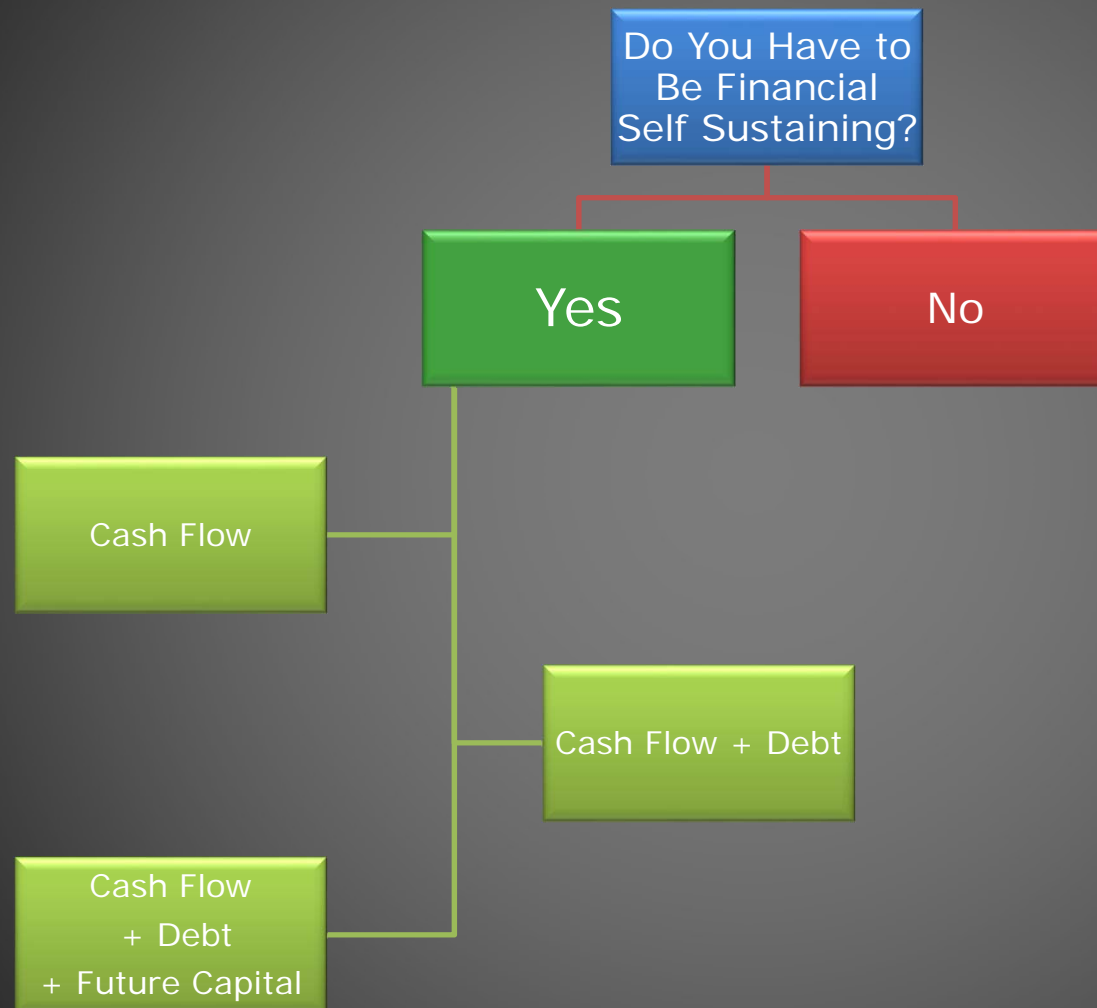 Do You Have to
Be Financial
Self Sustaining?
Yes
No
Cash Flow
Cash Flow + Debt
Cash Flow
+ Debt
+ Future Capital